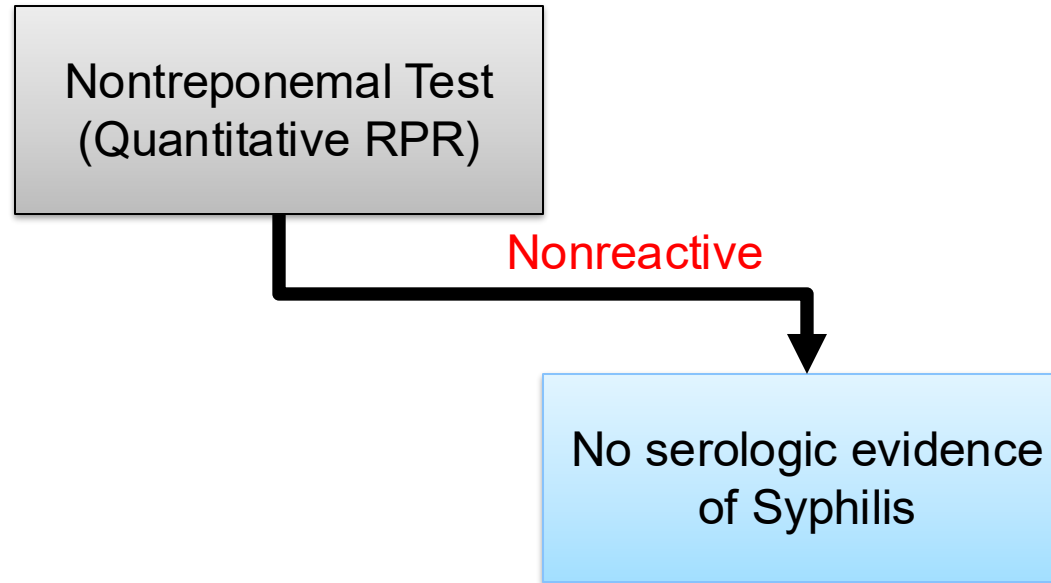 Nontreponemal Test
(Quantitative RPR)
Nonreactive
No serologic evidence
of Syphilis